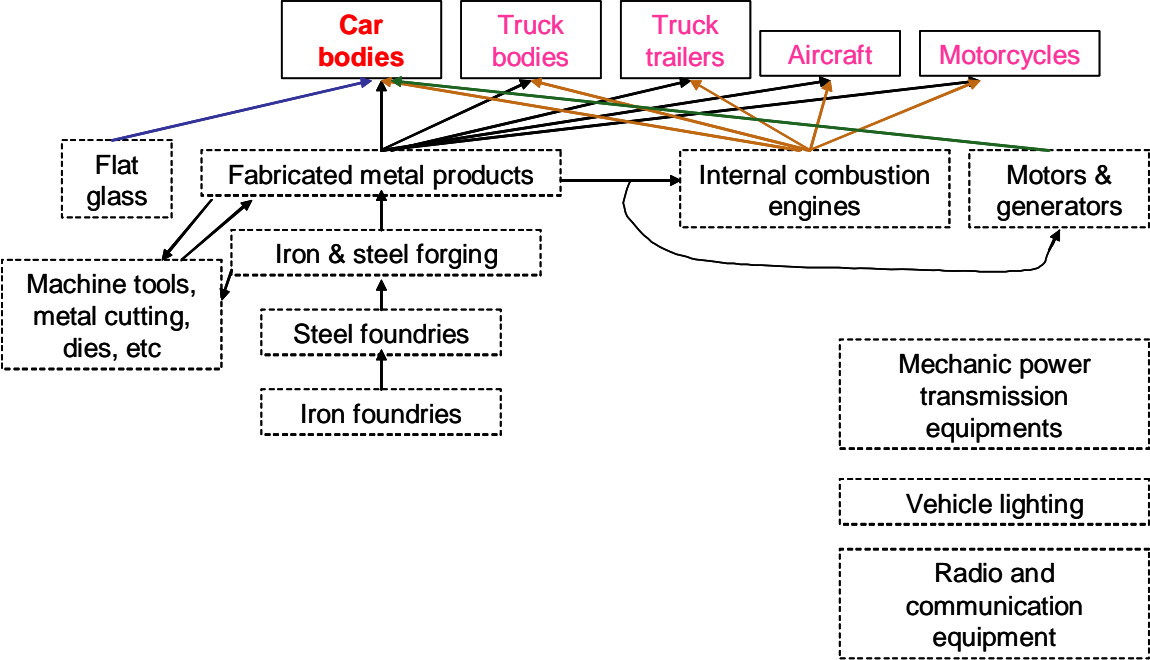 Car
bodies
Truck
bodies
Truck
trailers
Aircraft
Motorcycles
Flat
glass
Fabricated metal products
Internal combustion
engines
Motors &
generators
Iron & steel forging
Machine tools,
metal cutting,
dies, etc
Steel foundries
Iron foundries
Mechanic power
transmission
equipments
Vehicle lighting
Radio and
communication
equipment